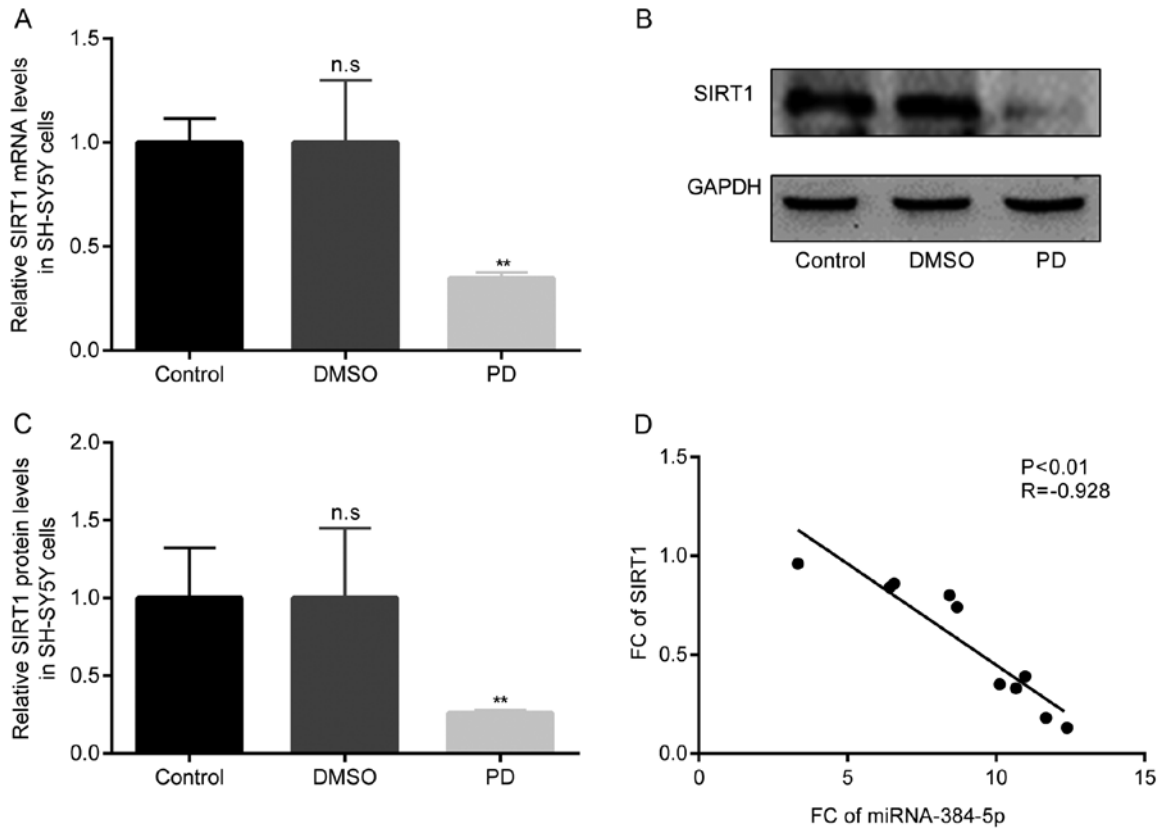 A
Relative SIRT1 mRNA levels
in SH-SY5Y cells
1.5
1.0
0.5
0.0
n.s
**
Control
DMSO
PD
B
SIRT1
GAPDH
Control
DMSO
PD
C
Relative SIRT1 protein levels
in SH-SY5Y cells
2.0
1.5
1.0
0.5
0.0
n.s
**
Control
DMSO
PD
D
FC of SIRT1
1.5
1.0
0.5
0.0
P<0.01
R=-0.928
0
5
10
15
FC of miRNA-384-5p